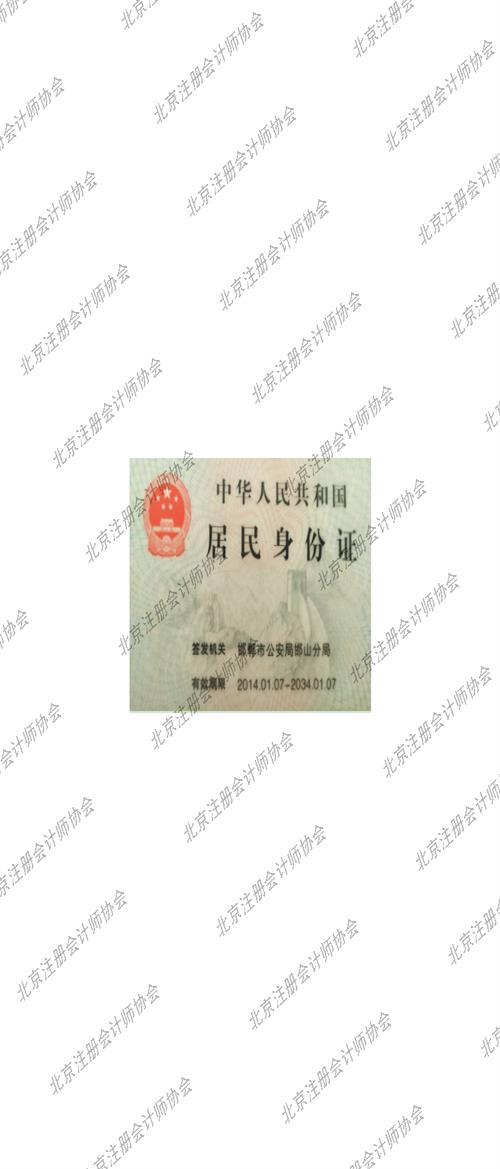 中华人民共和国
居民身份证
签发机关 邯郸市公安局邯山分局
有效期限 2014.01.07-2034.01.07
北京注册会计师协会